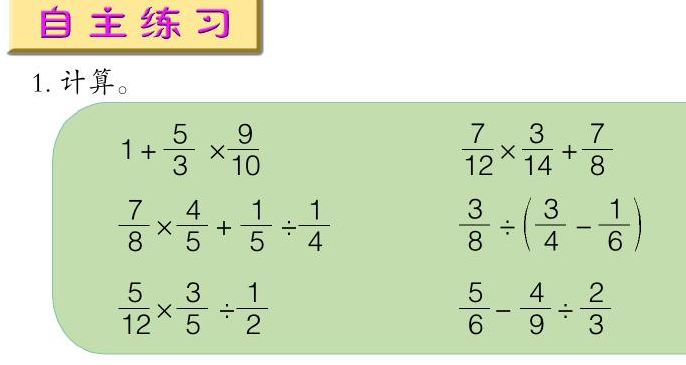 自主练习
1. 计算。
1 + 5/3 × 9/10  7/12 × 3/14 + 7/8
7/8 × 4/5 + 1/5 ÷ 1/4  3/8 ÷ (3/4 − 1/6)
5/12 × 3/5 ÷ 1/2  5/6 − 4/9 ÷ 2/3